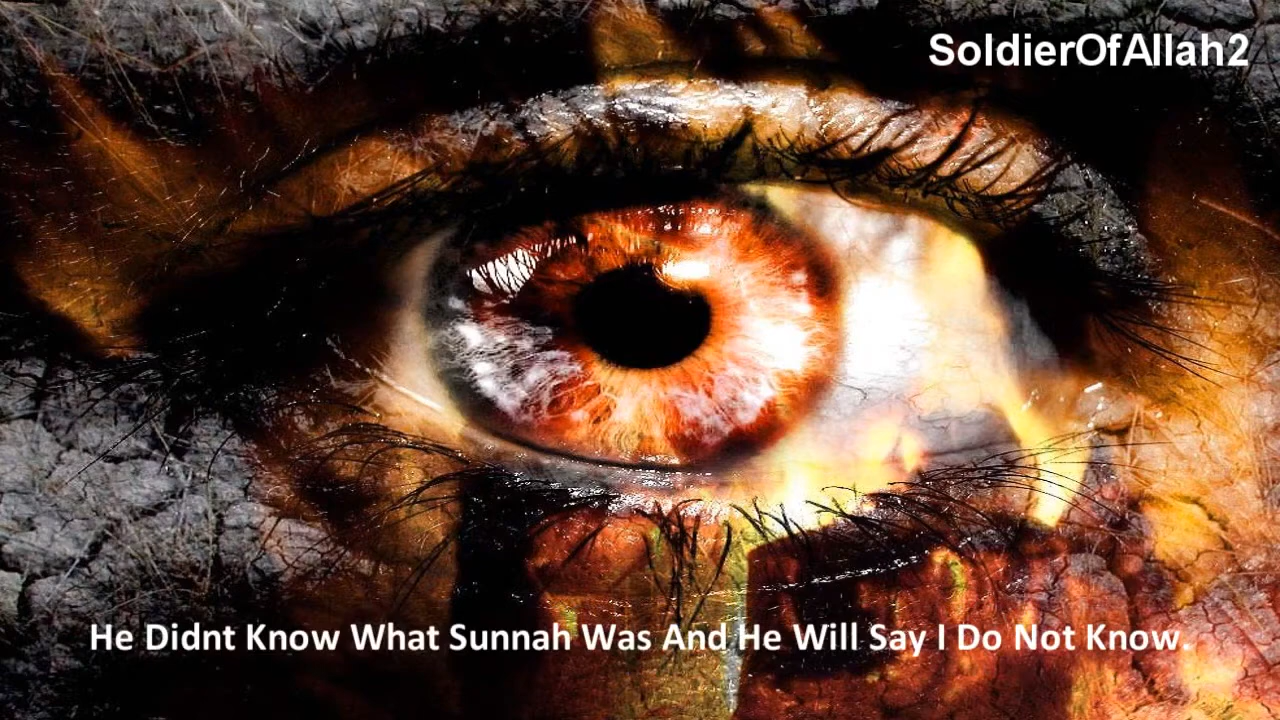 SoldierOfAllah2
He Didnt Know What Sunnah Was And He Will Say I Do Not Know.